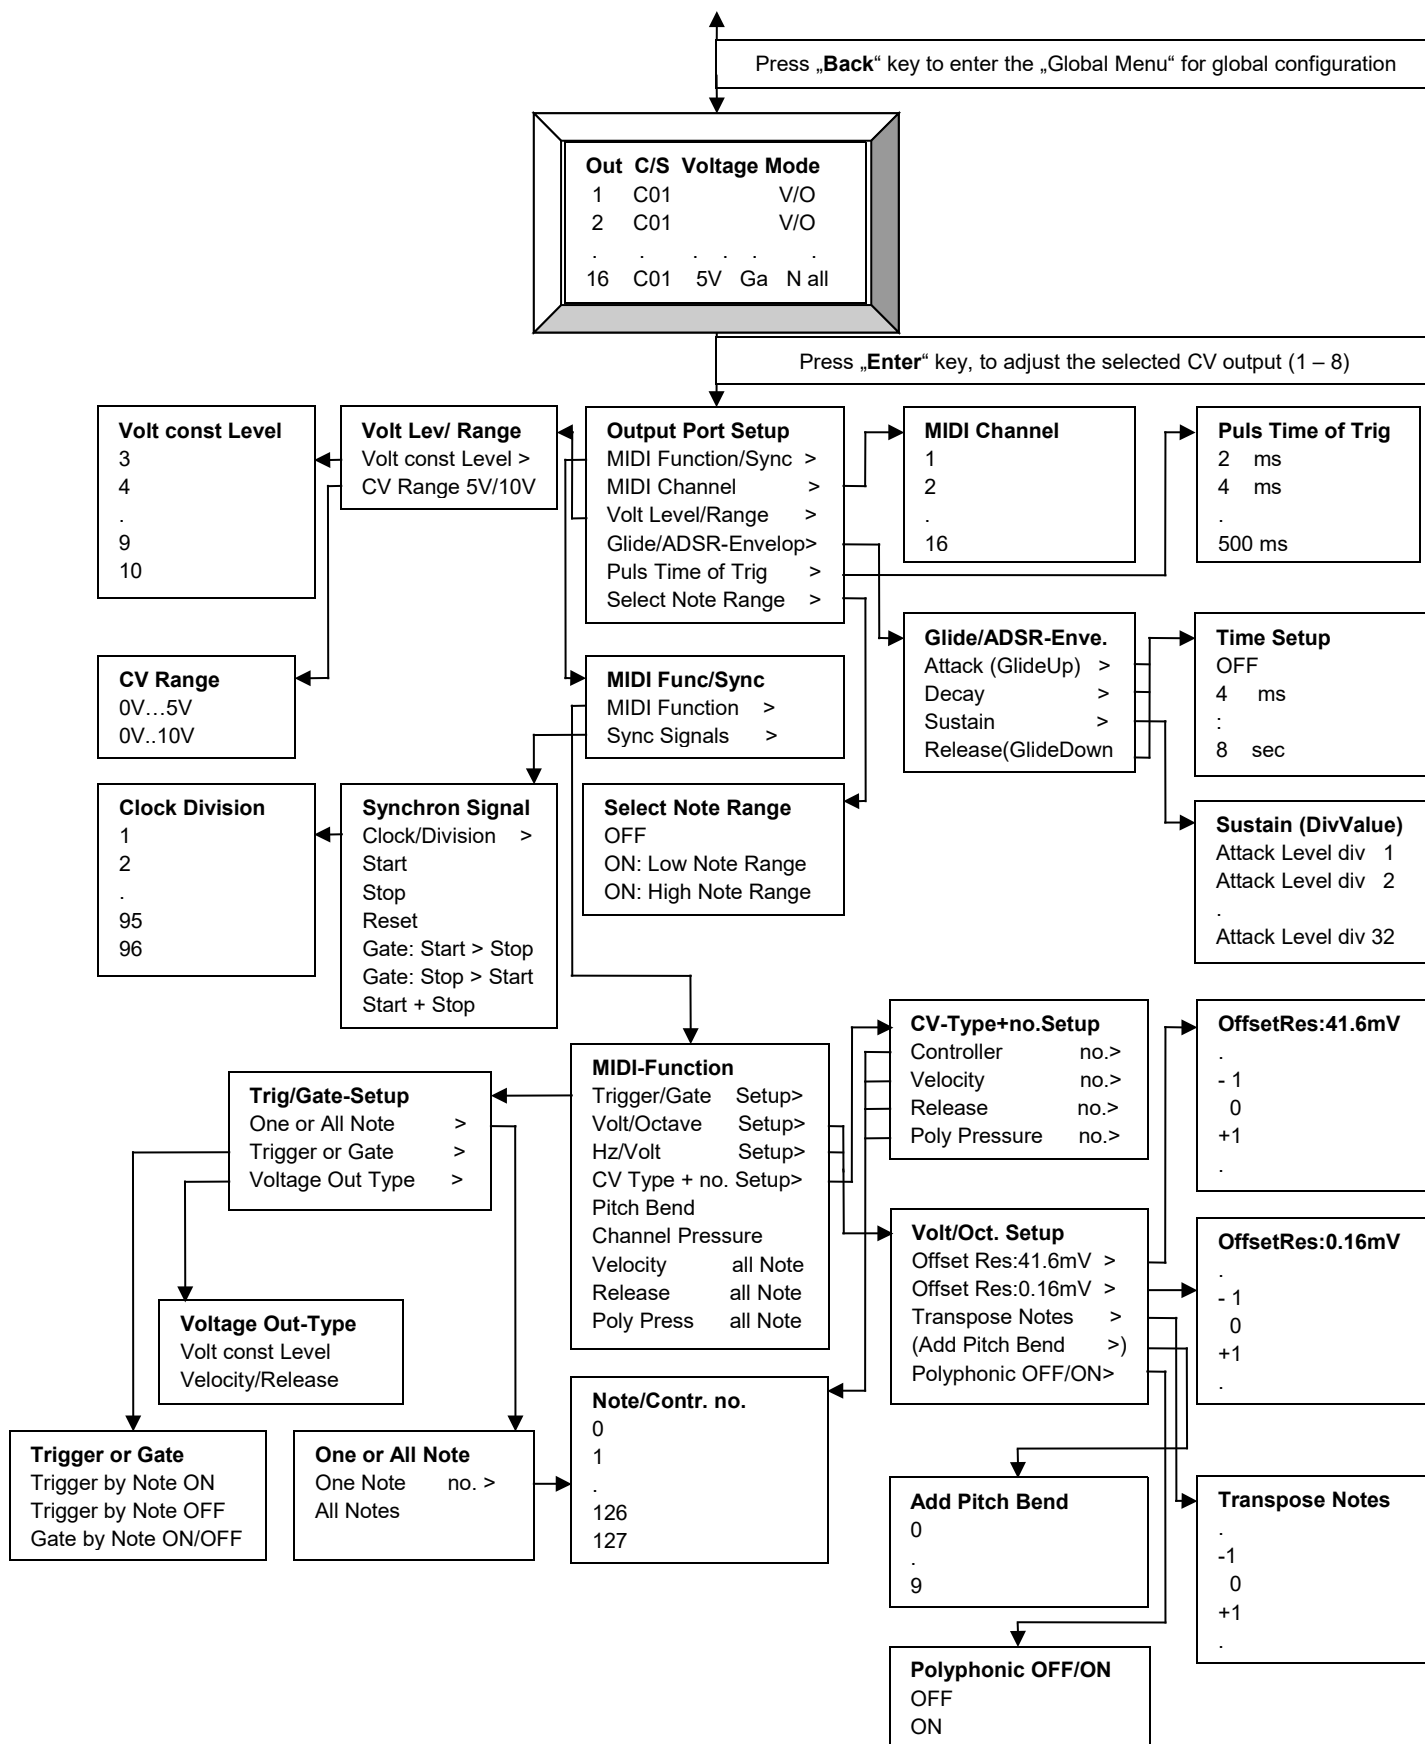 Press „Back“ key to enter the „Global Menu“ for global configuration
Out C/S Voltage Mode
1 C01 V/O
2 C01 V/O
. . . . . .
16 C01 5V Ga N all
Press „Enter“ key, to adjust the selected CV output (1 – 8)
Volt const Level
3
4
.
9
10
Volt Lev/ Range
Volt const Level >
CV Range 5V/10V
Output Port Setup
MIDI Function/Sync >
MIDI Channel >
Volt Level/Range >
Glide/ADSR-Envelop>
Puls Time of Trig >
Select Note Range >
MIDI Channel
1
2
.
16
Puls Time of Trig
2 ms
4 ms
.
500 ms
CV Range
0V…5V
0V..10V
MIDI Func/Sync
MIDI Function >
Sync Signals >
Glide/ADSR-Enve.
Attack (GlideUp) >
Decay >
Sustain >
Release(GlideDown
Time Setup
OFF
4 ms
:
8 sec
Clock Division
1
2
.
95
96
Synchron Signal
Clock/Division >
Start
Stop
Reset
Gate: Start > Stop
Gate: Stop > Start
Start + Stop
Select Note Range
OFF
ON: Low Note Range
ON: High Note Range
Sustain (DivValue)
Attack Level div 1
Attack Level div 2
.
Attack Level div 32
Trig/Gate-Setup
One or All Note >
Trigger or Gate >
Voltage Out Type >
MIDI-Function
Trigger/Gate Setup>
Volt/Octave Setup>
Hz/Volt Setup>
CV Type + no. Setup>
Pitch Bend
Channel Pressure
Velocity all Note
Release all Note
Poly Press all Note
CV-Type+no.Setup
Controller no.>
Velocity no.>
Release no.>
Poly Pressure no.>
OffsetRes:41.6mV
.
- 1
0
+1
.
Volt/Oct. Setup
Offset Res:41.6mV >
Offset Res:0.16mV >
Transpose Notes >
(Add Pitch Bend >)
Polyphonic OFF/ON>
OffsetRes:0.16mV
.
- 1
0
+1
.
Voltage Out-Type
Volt const Level
Velocity/Release
Trigger or Gate
Trigger by Note ON
Trigger by Note OFF
Gate by Note ON/OFF
One or All Note
One Note no. >
All Notes
Note/Contr. no.
0
1
.
126
127
Add Pitch Bend
0
.
9
Transpose Notes
.
-1
0
+1
.
Polyphonic OFF/ON
OFF
ON